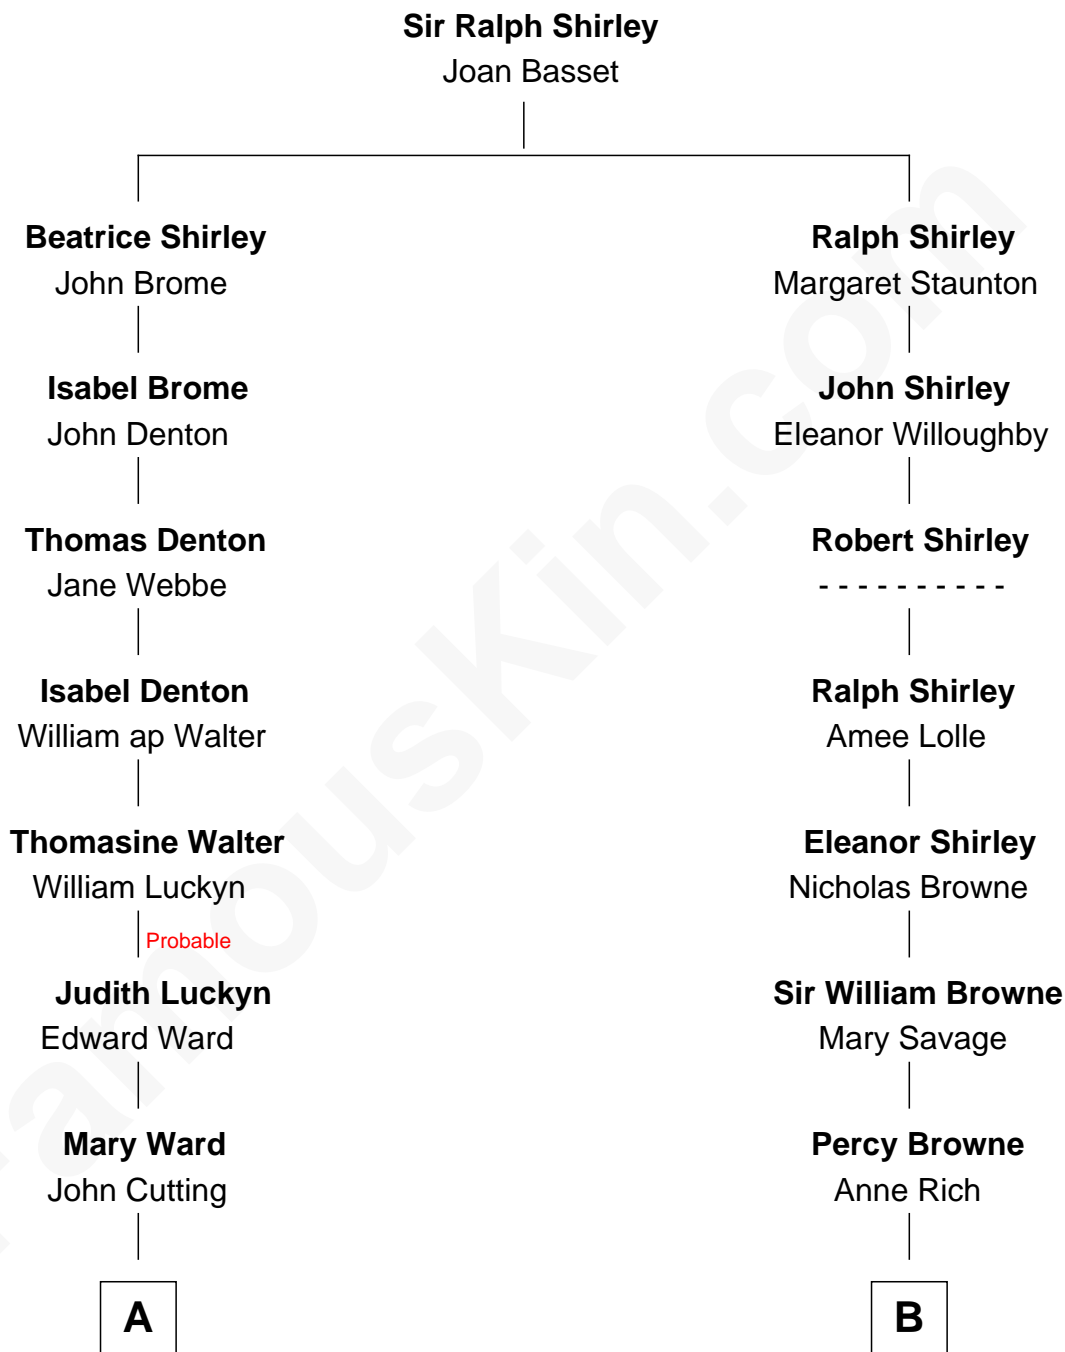 Sir Ralph Shirley
Joan Basset
Beatrice Shirley
John Brome
Ralph Shirley
Margaret Staunton
Isabel Brome
John Denton
John Shirley
Eleanor Willoughby
Thomas Denton
Jane Webbe
Robert Shirley
- - - - - - - - - -
Isabel Denton
William ap Walter
Ralph Shirley
Amee Lolle
Thomasine Walter
William Luckyn
Eleanor Shirley
Nicholas Browne
Probable
Judith Luckyn
Edward Ward
Sir William Browne
Mary Savage
Mary Ward
John Cutting
Percy Browne
Anne Rich
A
B
FamousKin.com